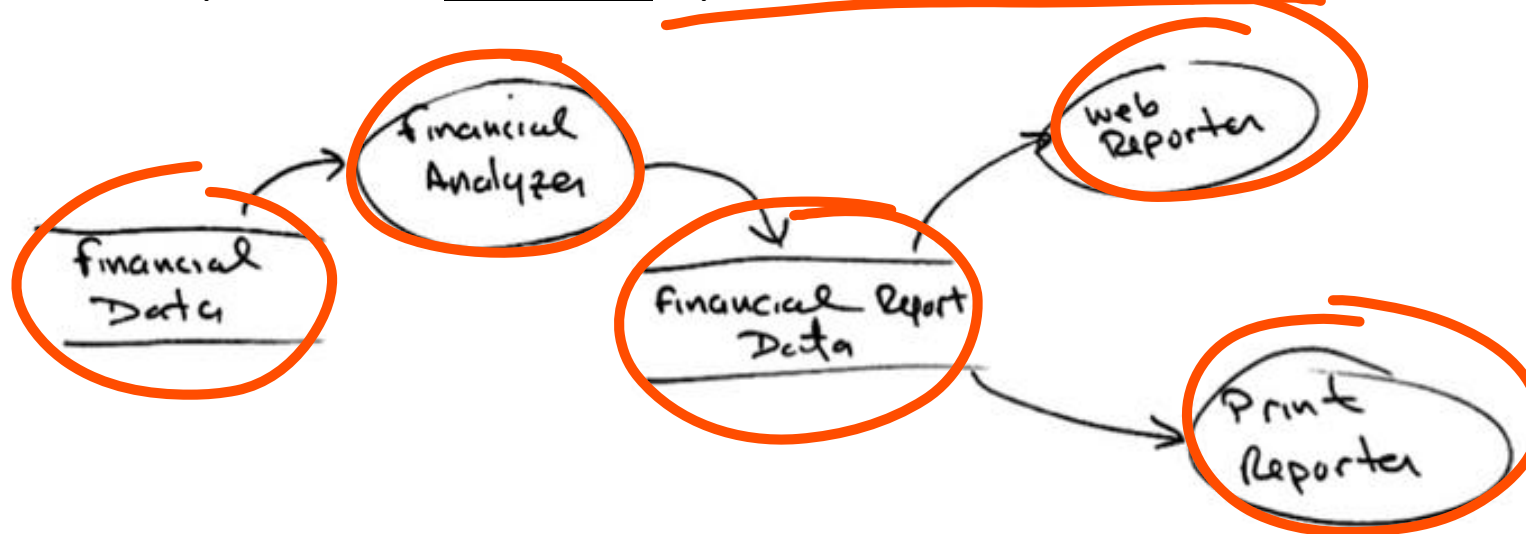 Financial
Data
Financial
Analyzer
Financial Report
Data
Web
Reporter
Print
Reporter